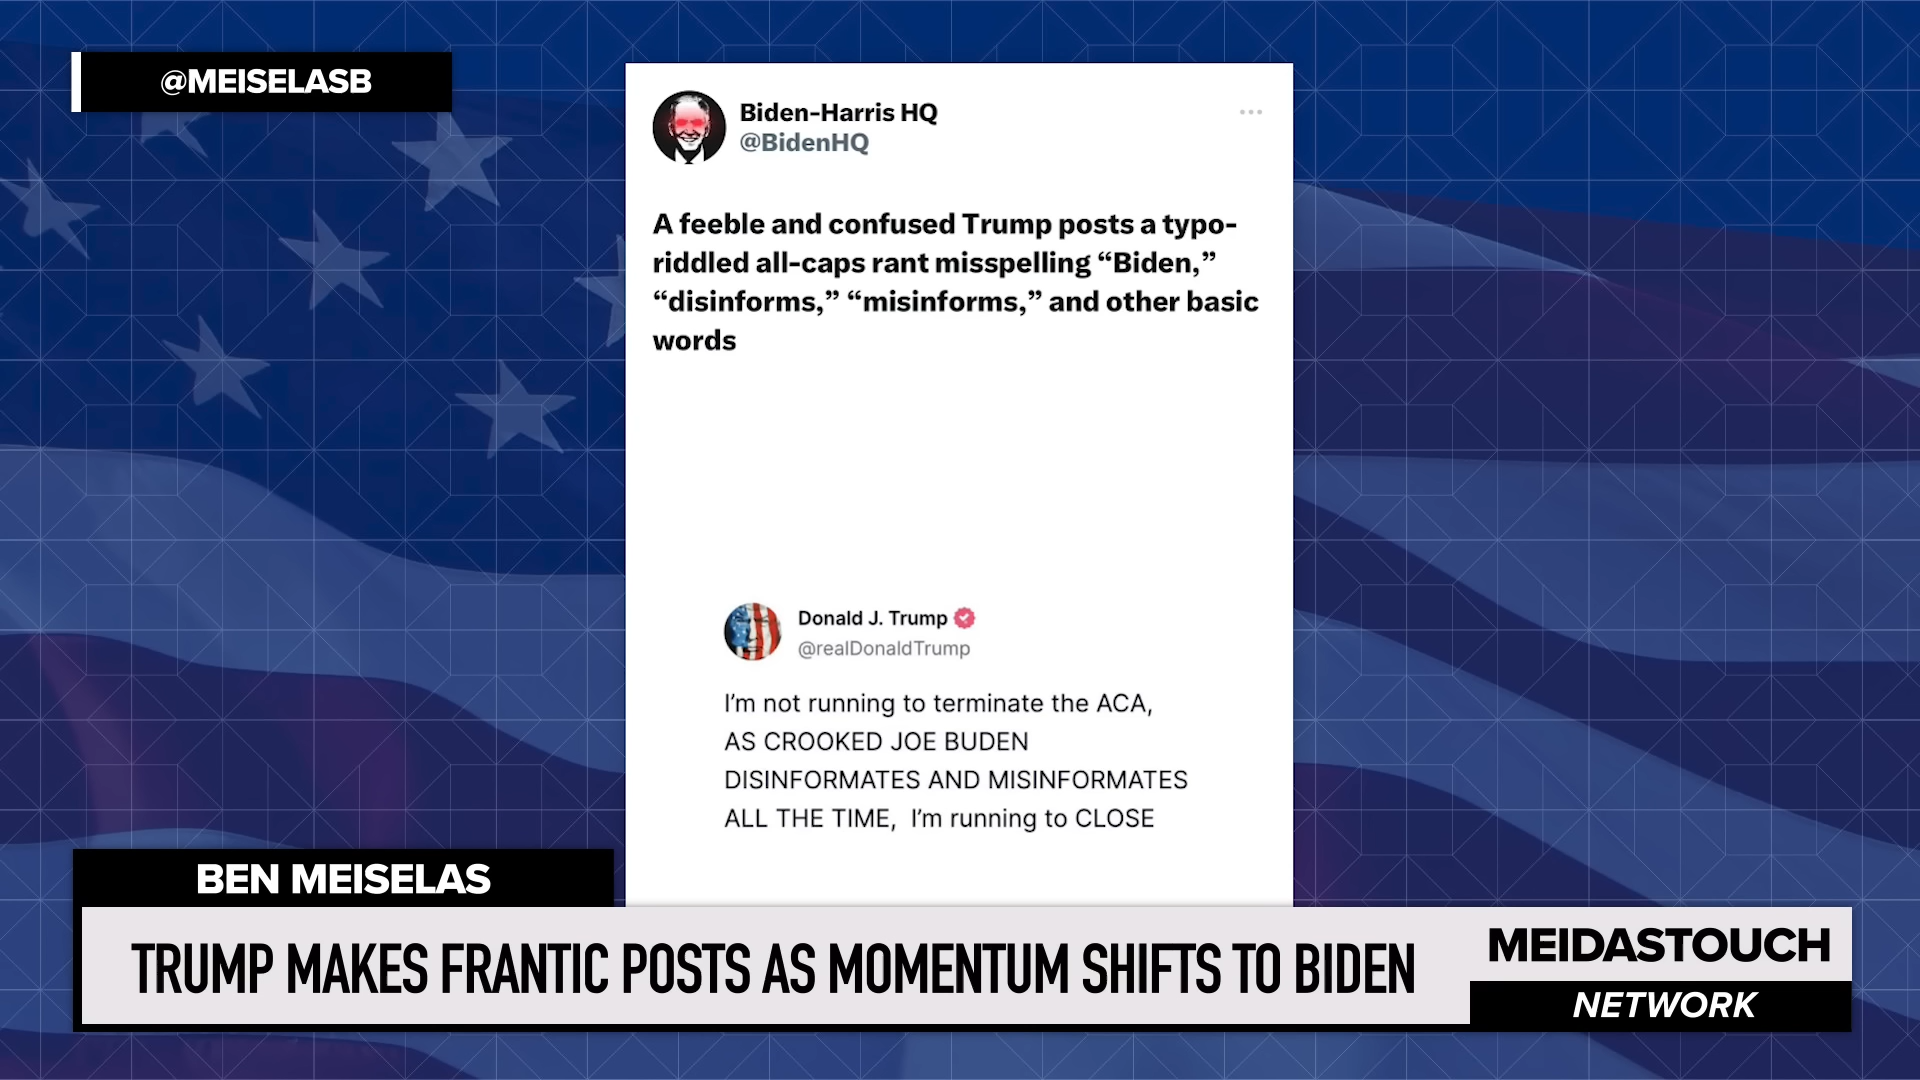 @MEISELASB
Biden-Harris HQ
@BidenHQ
A feeble and confused Trump posts a typo-
riddled all-caps rant misspelling “Biden,”
“disinforms,” “misinforms,” and other basic
words
Donald J. Trump
@realDonaldTrump
I’m not running to terminate the ACA,
AS CROOKED JOE BUDEN
DISINFORMATES AND MISINFORMATES
ALL THE TIME,  I’m running to CLOSE
BEN MEISELAS
TRUMP MAKES FRANTIC POSTS AS MOMENTUM SHIFTS TO BIDEN
MEIDASTOUCH
NETWORK